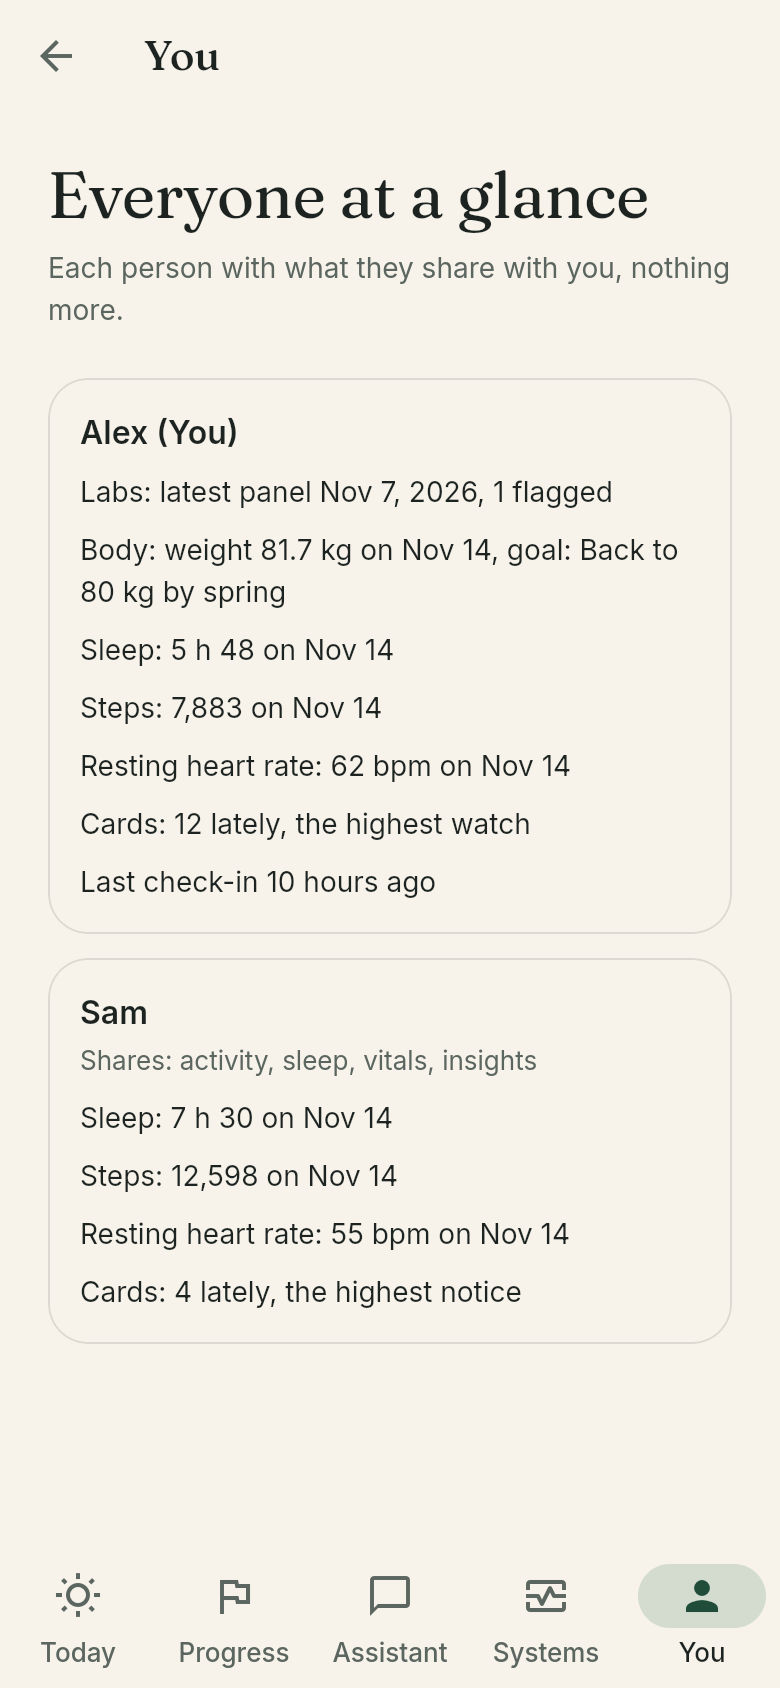 You
Everyone at a glance
Each person with what they share with you, nothing
more.
Alex (You)
Labs: latest panel Nov 7, 2026, 1 flagged
Body: weight 81.7 kg on Nov 14, goal: Back to
80 kg by spring
Sleep: 5 h 48 on Nov 14
Steps: 7,883 on Nov 14
Resting heart rate: 62 bpm on Nov 14
Cards: 12 lately, the highest watch
Last check-in 10 hours ago
Sam
Shares: activity, sleep, vitals, insights
Sleep: 7 h 30 on Nov 14
Steps: 12,598 on Nov 14
Resting heart rate: 55 bpm on Nov 14
Cards: 4 lately, the highest notice
Today
Progress
Assistant
Systems
You